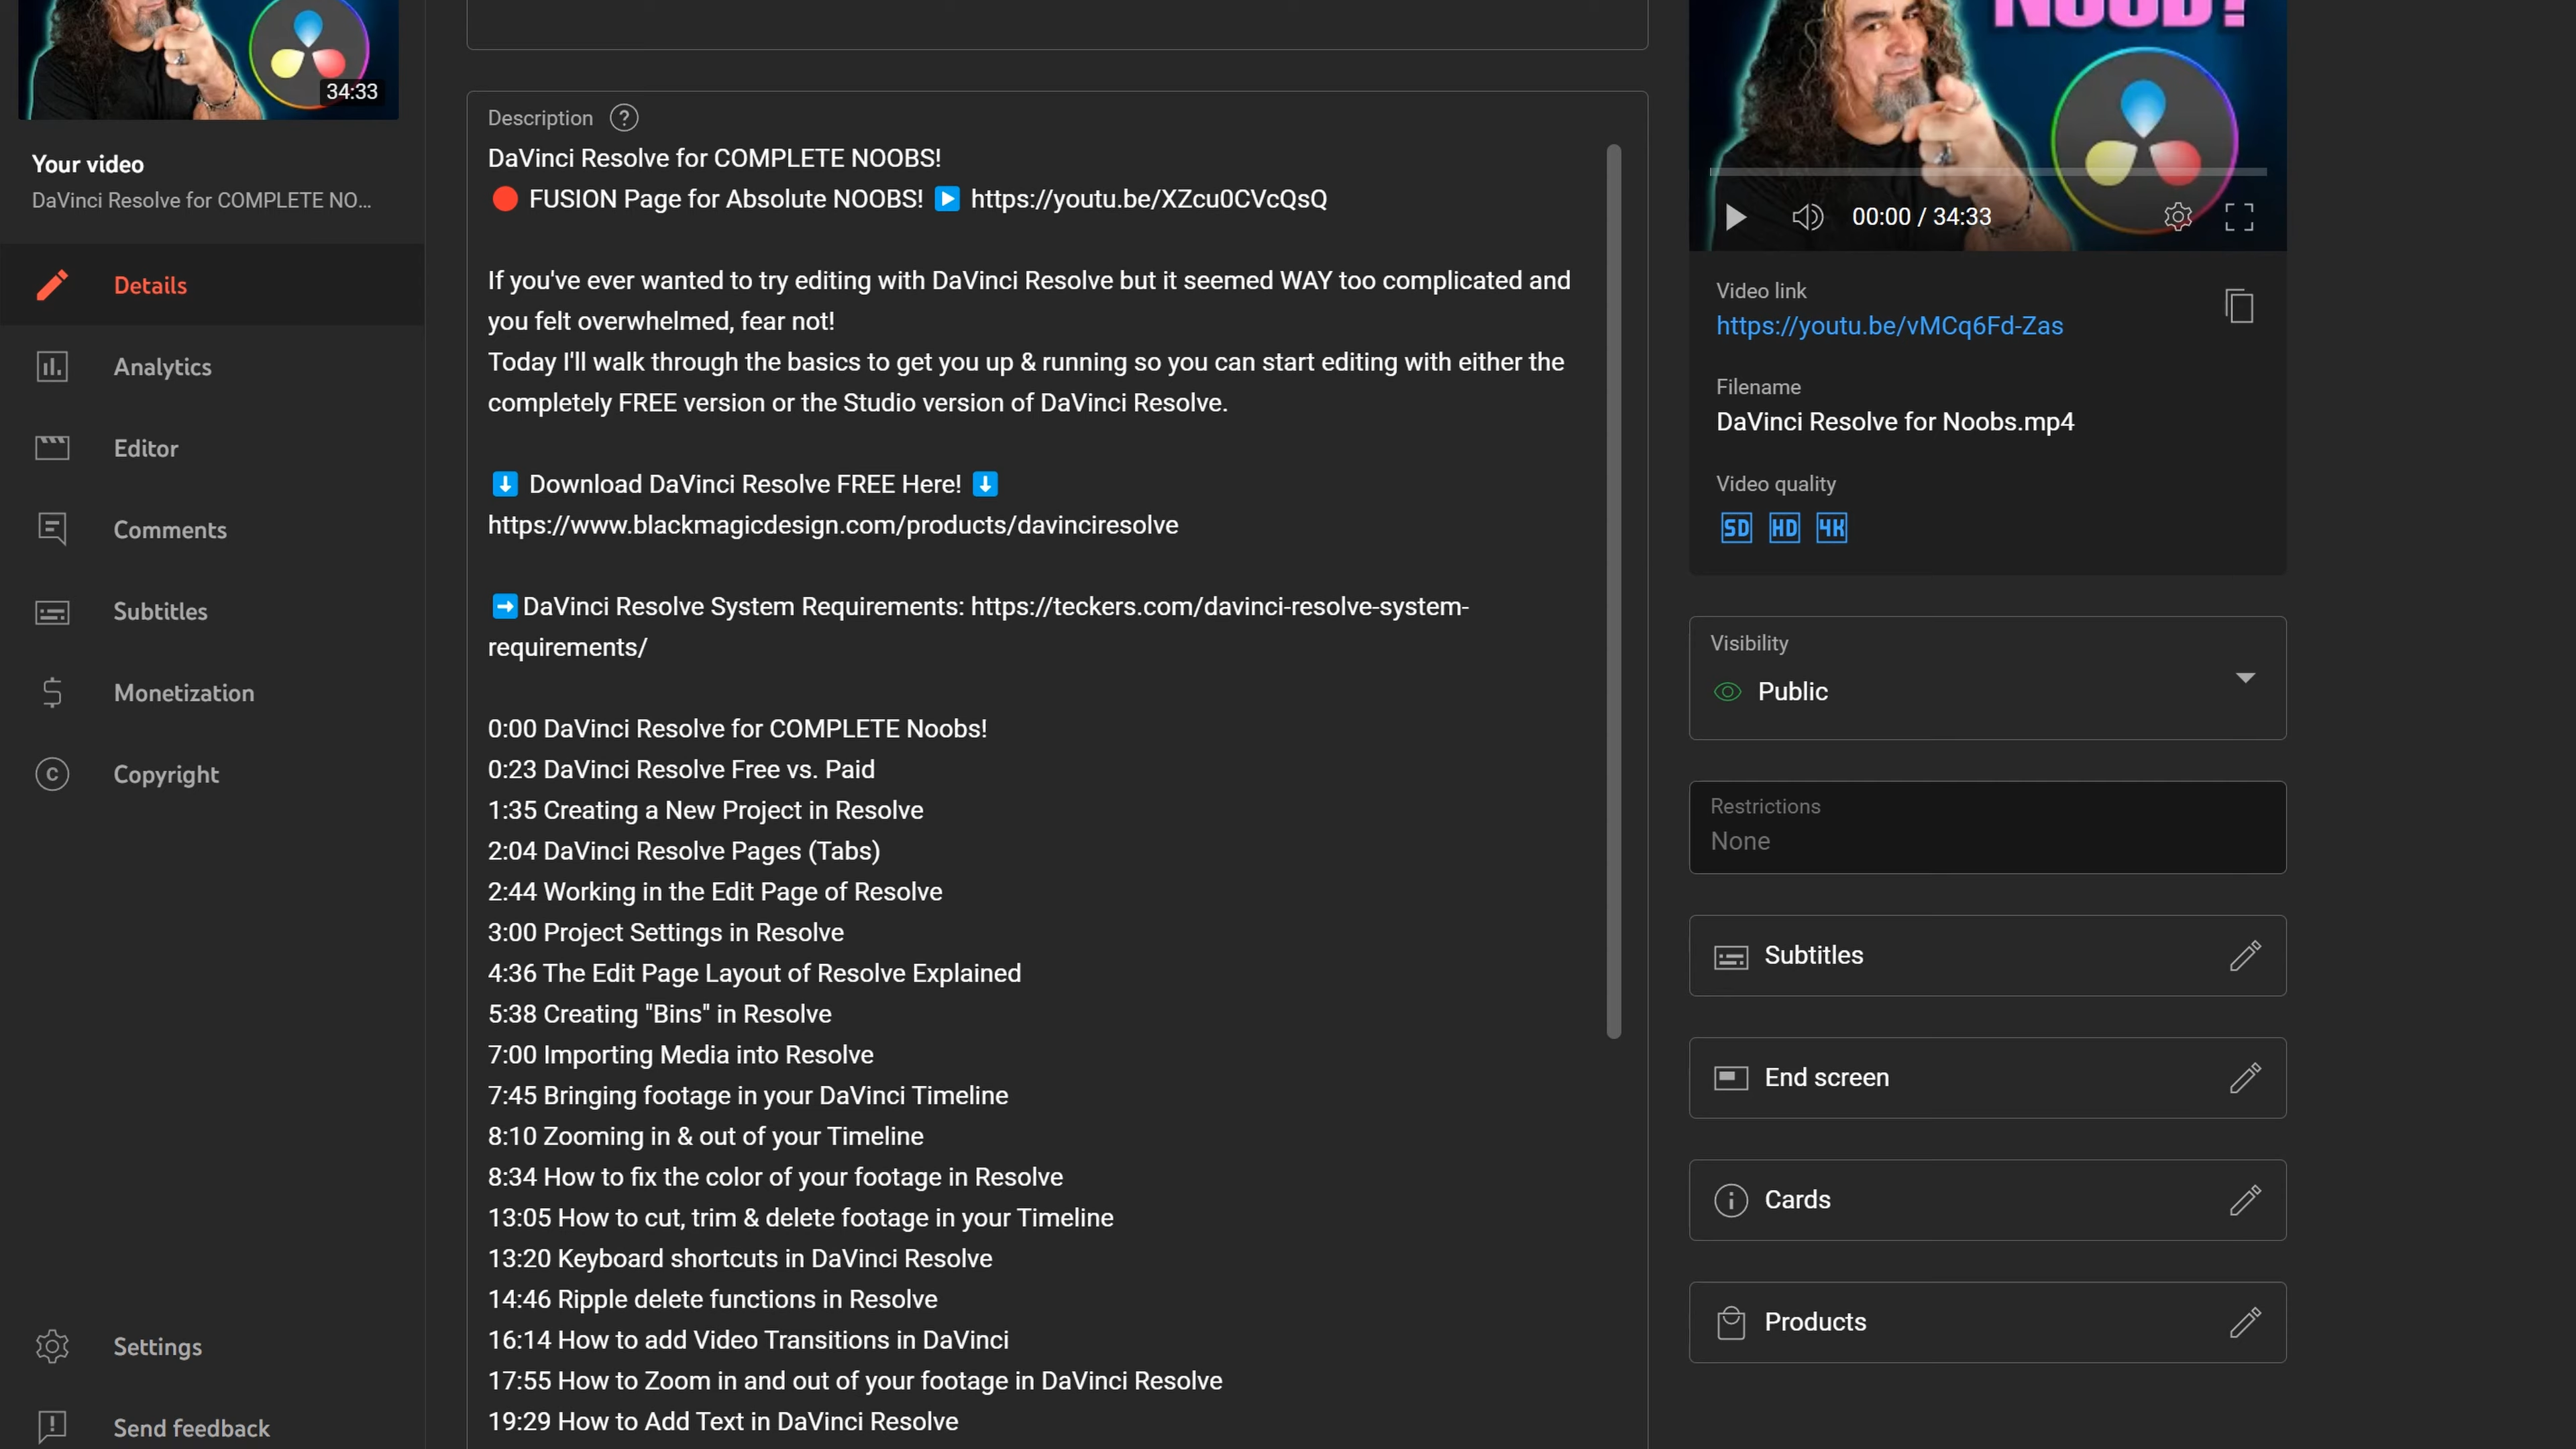 34:33
Your video
DaVinci Resolve for COMPLETE NO...
Details
Analytics
Editor
Comments
Subtitles
Monetization
Copyright
Settings
Send feedback
Description
DaVinci Resolve for COMPLETE NOOBS!
🔴 FUSION Page for Absolute NOOBS! ▶️ https://youtu.be/XZcu0CVcQsQ
If you've ever wanted to try editing with DaVinci Resolve but it seemed WAY too complicated and
you felt overwhelmed, fear not!
Today I'll walk through the basics to get you up & running so you can start editing with either the
completely FREE version or the Studio version of DaVinci Resolve.
⬇️ Download DaVinci Resolve FREE Here! ⬇️
https://www.blackmagicdesign.com/products/davinciresolve
➡️DaVinci Resolve System Requirements: https://teckers.com/davinci-resolve-system-
requirements/
0:00 DaVinci Resolve for COMPLETE Noobs!
0:23 DaVinci Resolve Free vs. Paid
1:35 Creating a New Project in Resolve
2:04 DaVinci Resolve Pages (Tabs)
2:44 Working in the Edit Page of Resolve
3:00 Project Settings in Resolve
4:36 The Edit Page Layout of Resolve Explained
5:38 Creating "Bins" in Resolve
7:00 Importing Media into Resolve
7:45 Bringing footage in your DaVinci Timeline
8:10 Zooming in & out of your Timeline
8:34 How to fix the color of your footage in Resolve
13:05 How to cut, trim & delete footage in your Timeline
13:20 Keyboard shortcuts in DaVinci Resolve
14:46 Ripple delete functions in Resolve
16:14 How to add Video Transitions in DaVinci
17:55 How to Zoom in and out of your footage in DaVinci Resolve
19:29 How to Add Text in DaVinci Resolve
NOOB?
00:00 / 34:33
Video link
https://youtu.be/vMCq6Fd-Zas
Filename
DaVinci Resolve for Noobs.mp4
Video quality
SD HD 4K
Visibility
Public
Restrictions
None
Subtitles
End screen
Cards
Products